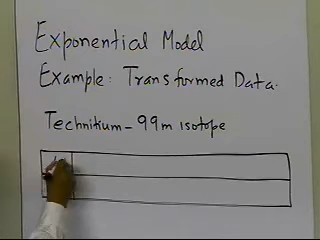 Exponential Model
Example: Transformed Data.
Technitium - 99m isotope